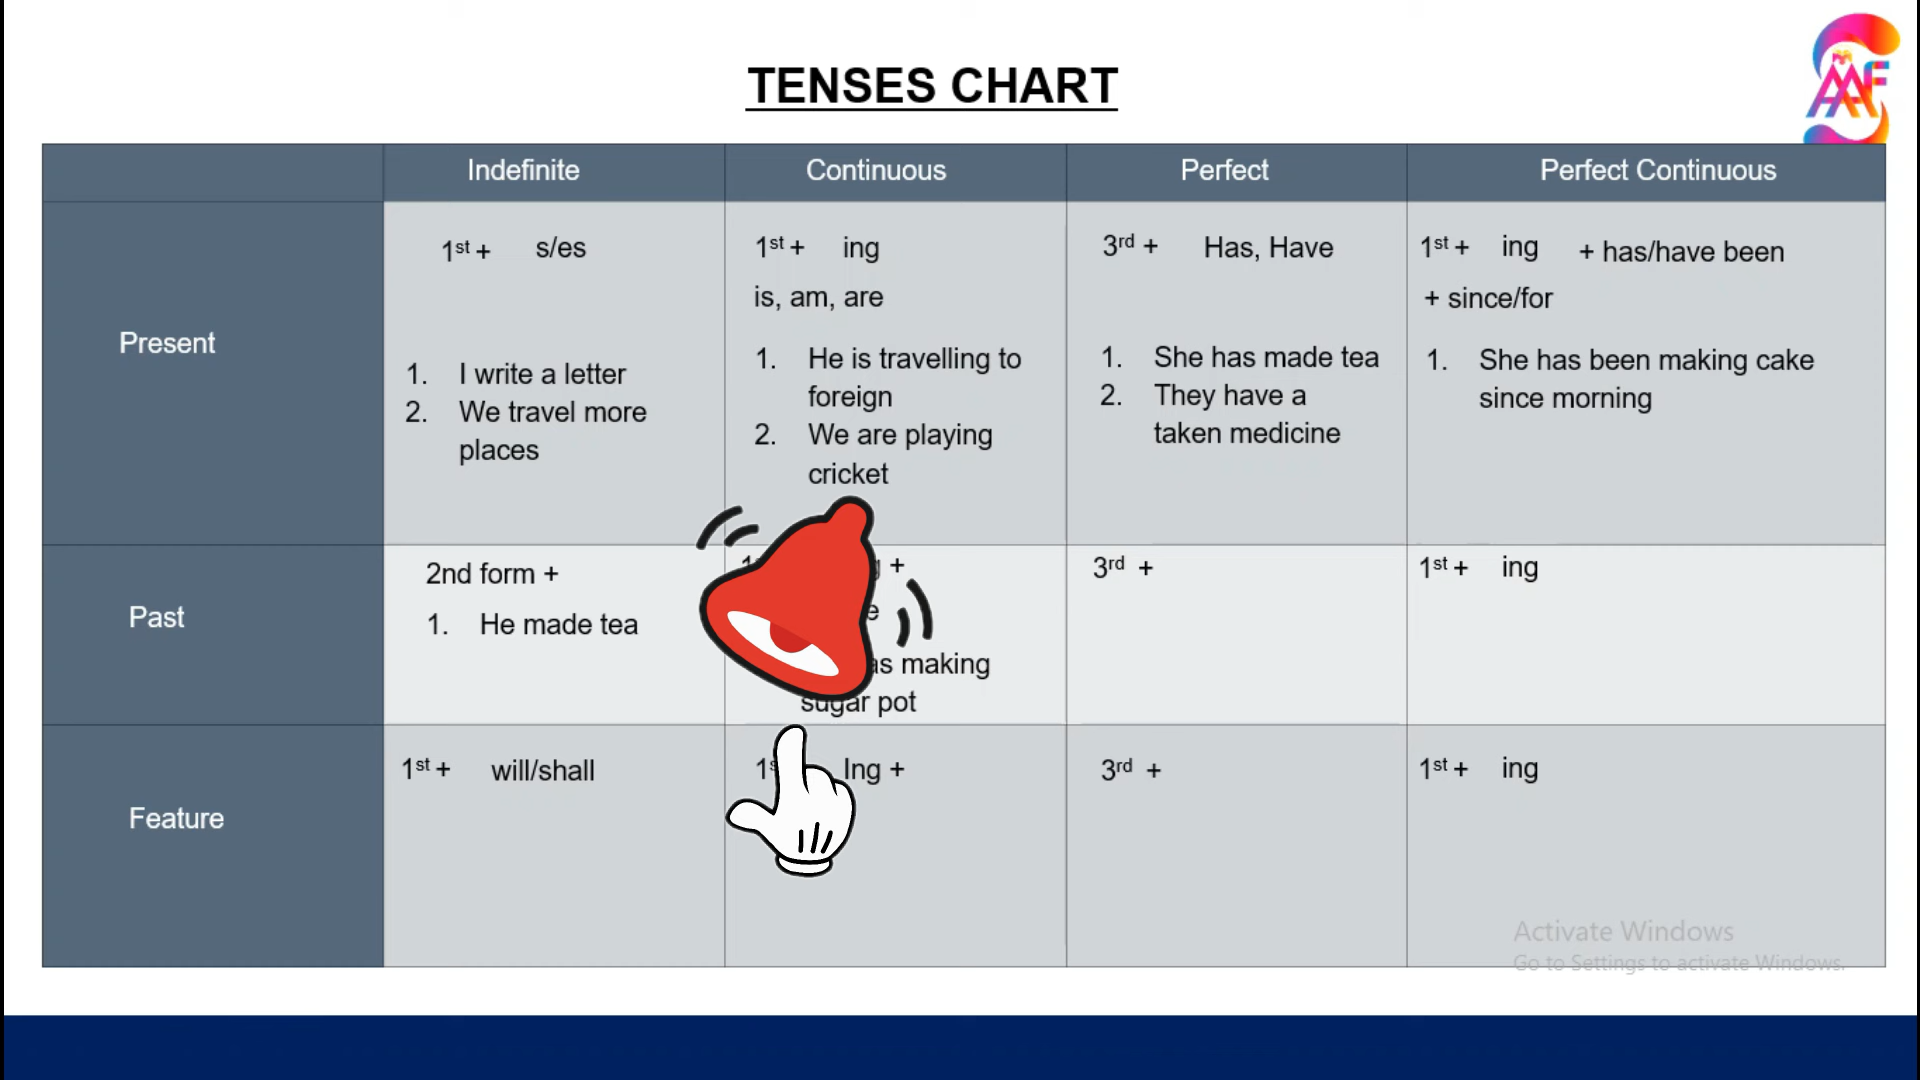 TENSES CHART
Indefinite Continuous Perfect Perfect Continuous
Present
1st + s/es
1. I write a letter
2. We travel more
places
1st + ing
is, am, are
1. He is travelling to
foreign
2. We are playing
cricket
3rd + Has, Have
1. She has made tea
2. They have a
taken medicine
1st + ing + has/have been
+ since/for
1. She has been making cake
since morning
Past
2nd form +
1. He made tea
+
making
sugar pot
3rd +
1st + ing
Feature
1st + will/shall
Ing +
3rd +
1st + ing
Activate Windows
Go to Settings to activate Windows.